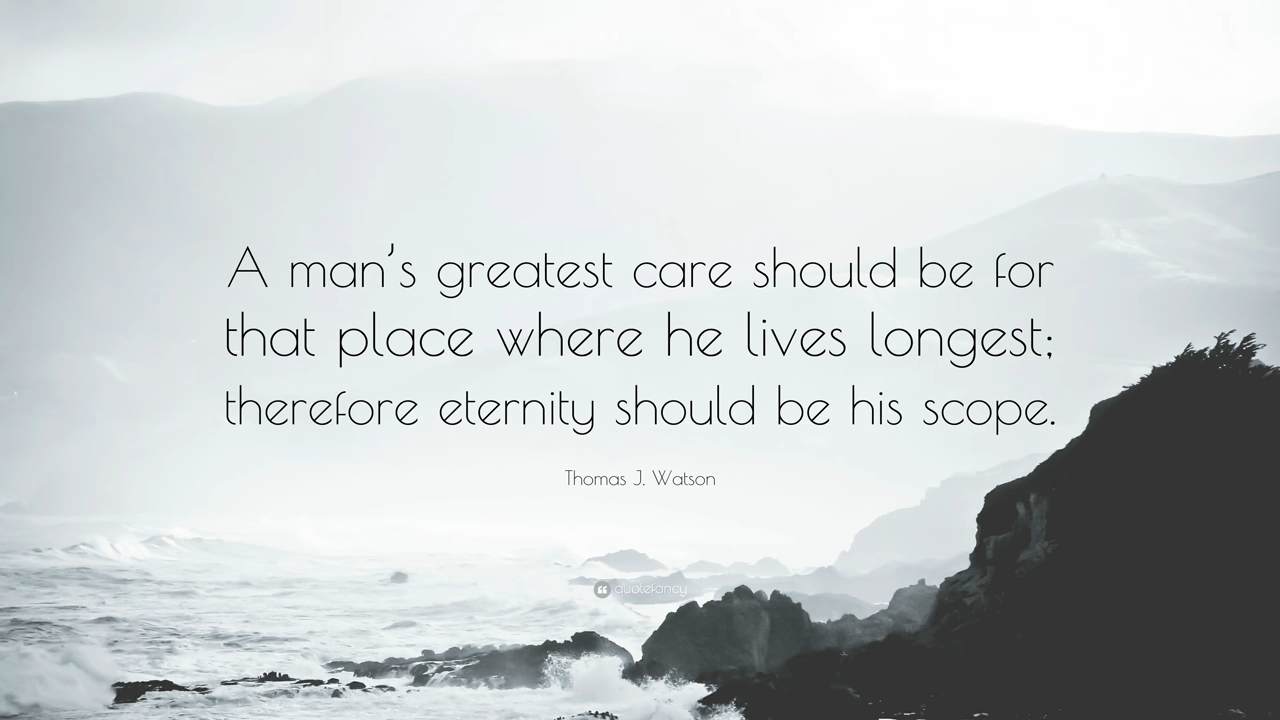 A man’s greatest care should be for
that place where he lives longest;
therefore eternity should be his scope.
Thomas J. Watson
quotefancy